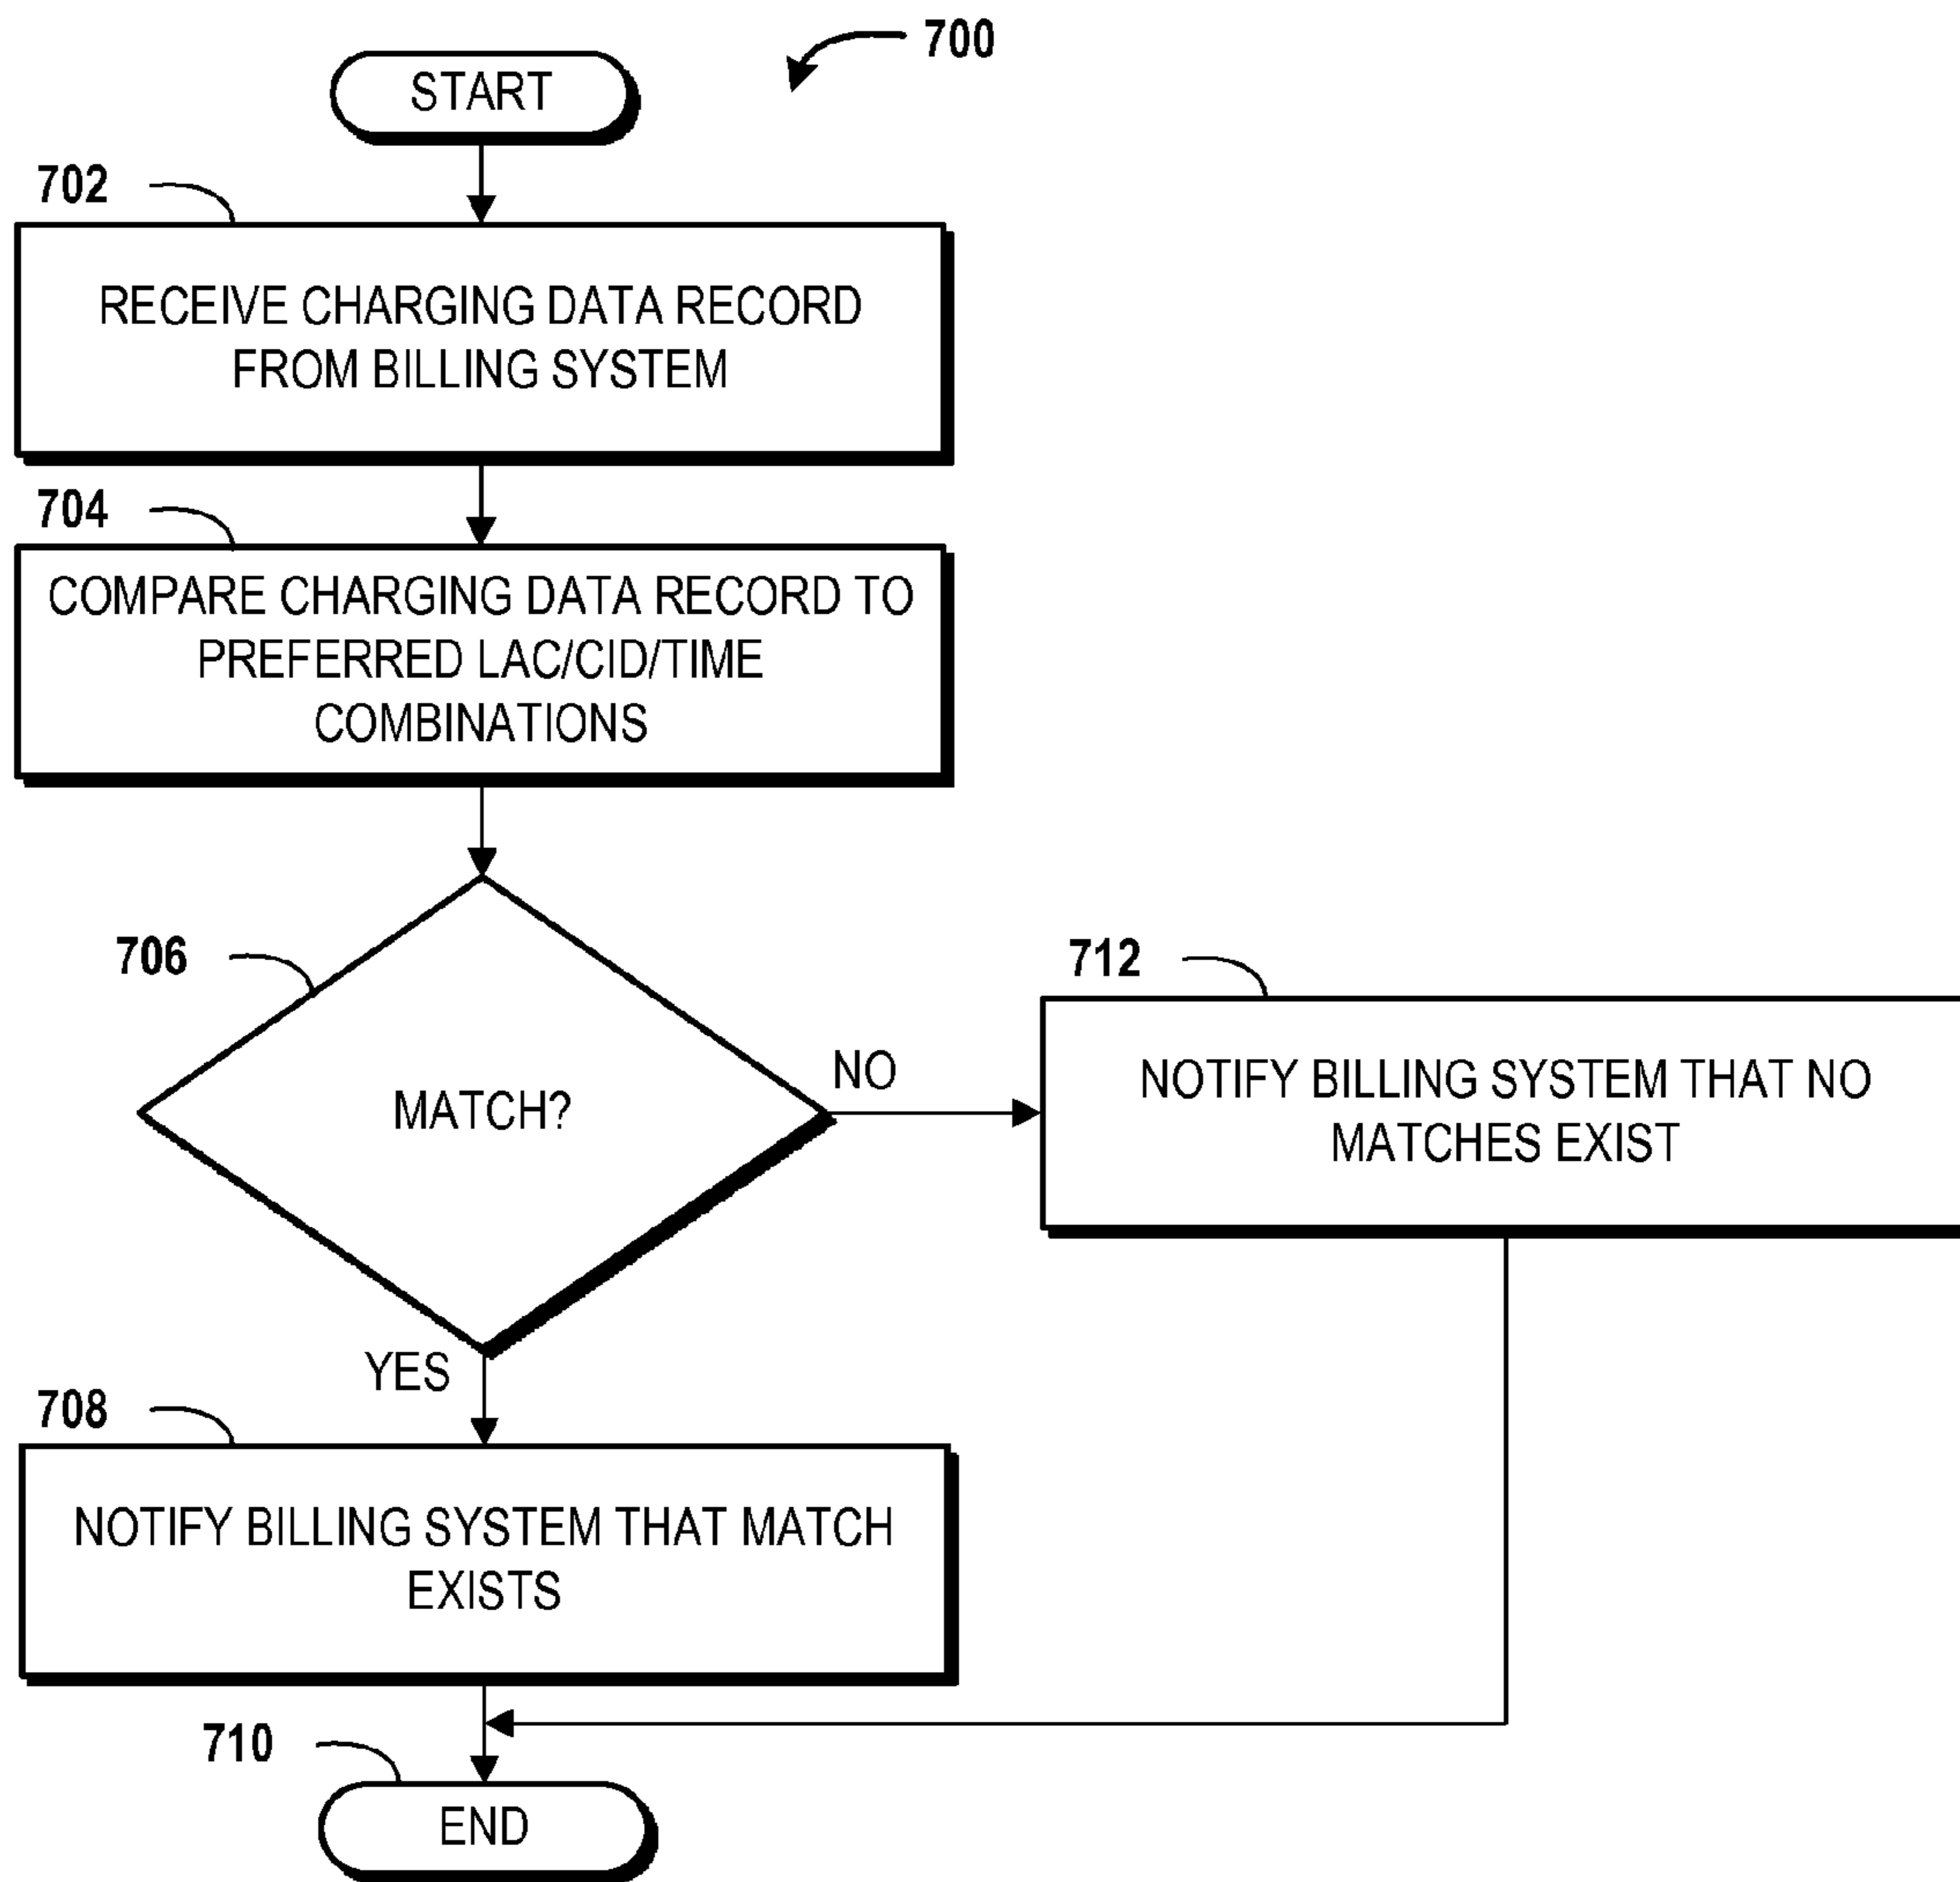 700
START
702
RECEIVE CHARGING DATA RECORD
FROM BILLING SYSTEM
704
COMPARE CHARGING DATA RECORD TO
PREFERRED LAC/CID/TIME
COMBINATIONS
706
MATCH?
NO
712
NOTIFY BILLING SYSTEM THAT NO
MATCHES EXIST
YES
708
NOTIFY BILLING SYSTEM THAT MATCH
EXISTS
710
END